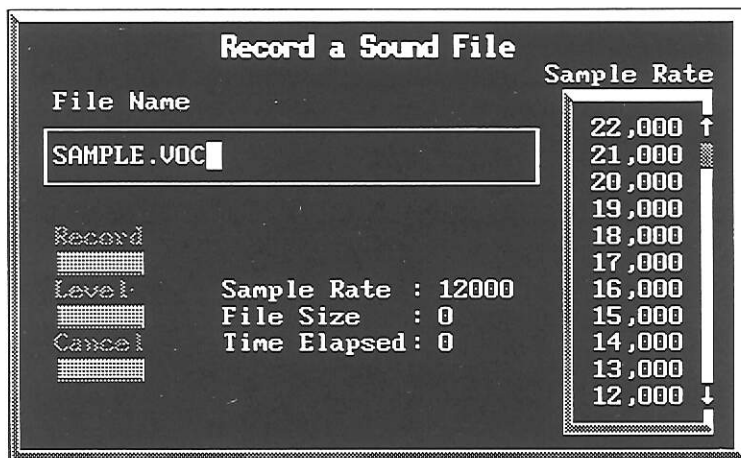 Record a Sound File
File Name
SAMPLE.VOC
Record
Level
Cancel
Sample Rate : 12000
File Size : 0
Time Elapsed : 0
Sample Rate
22,000 ↑
21,000
20,000
19,000
18,000
17,000
16,000
15,000
14,000
13,000
12,000 ↓